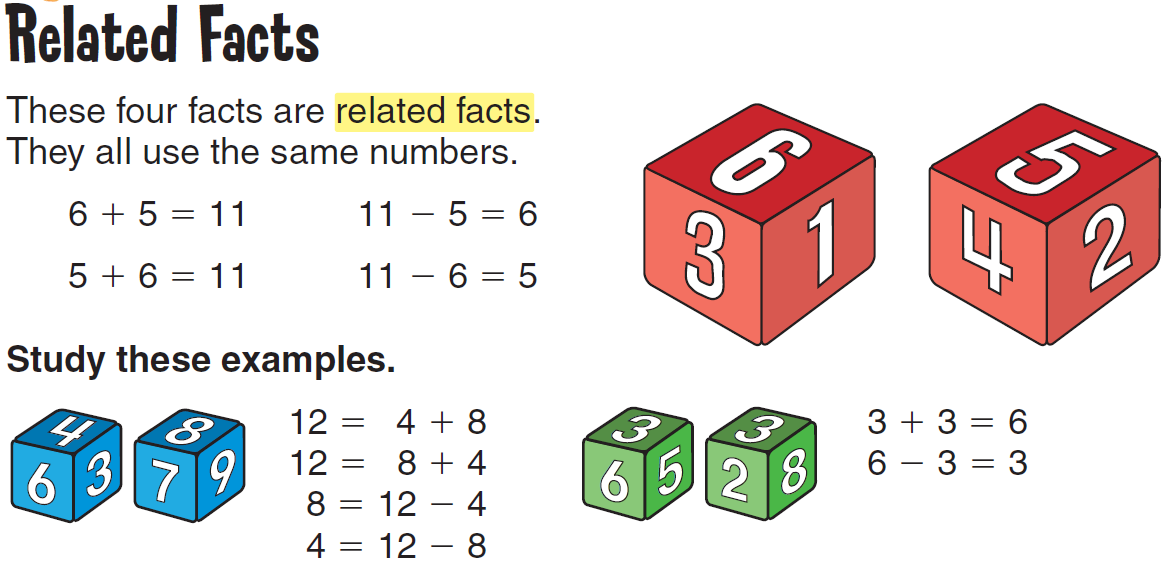 Related Facts
These four facts are related facts.
They all use the same numbers.
6 + 5 = 11 11 − 5 = 6
5 + 6 = 11 11 − 6 = 5
6
3 1
5
4 2
Study these examples.
4
6 3
8
7 9
12 = 4 + 8
12 = 8 + 4
8 = 12 − 4
4 = 12 − 8
3
6 5
3
2 8
3 + 3 = 6
6 − 3 = 3